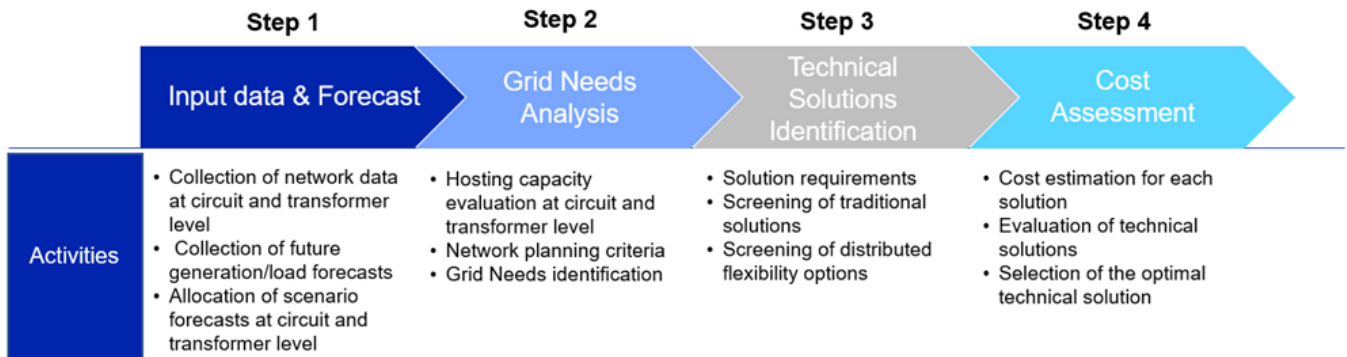 Step 1
Step 2
Step 3
Step 4
Input data & Forecast
Grid Needs
Analysis
Technical
Solutions
Identification
Cost
Assessment
Activities
• Collection of network data
at circuit and transformer
level
• Collection of future
generation/load forecasts
• Allocation of scenario
forecasts at circuit and
transformer level
• Hosting capacity
evaluation at circuit and
transformer level
• Network planning criteria
• Grid Needs identification
• Solution requirements
• Screening of traditional
solutions
• Screening of distributed
flexibility options
• Cost estimation for each
solution
• Evaluation of technical
solutions
• Selection of the optimal
technical solution